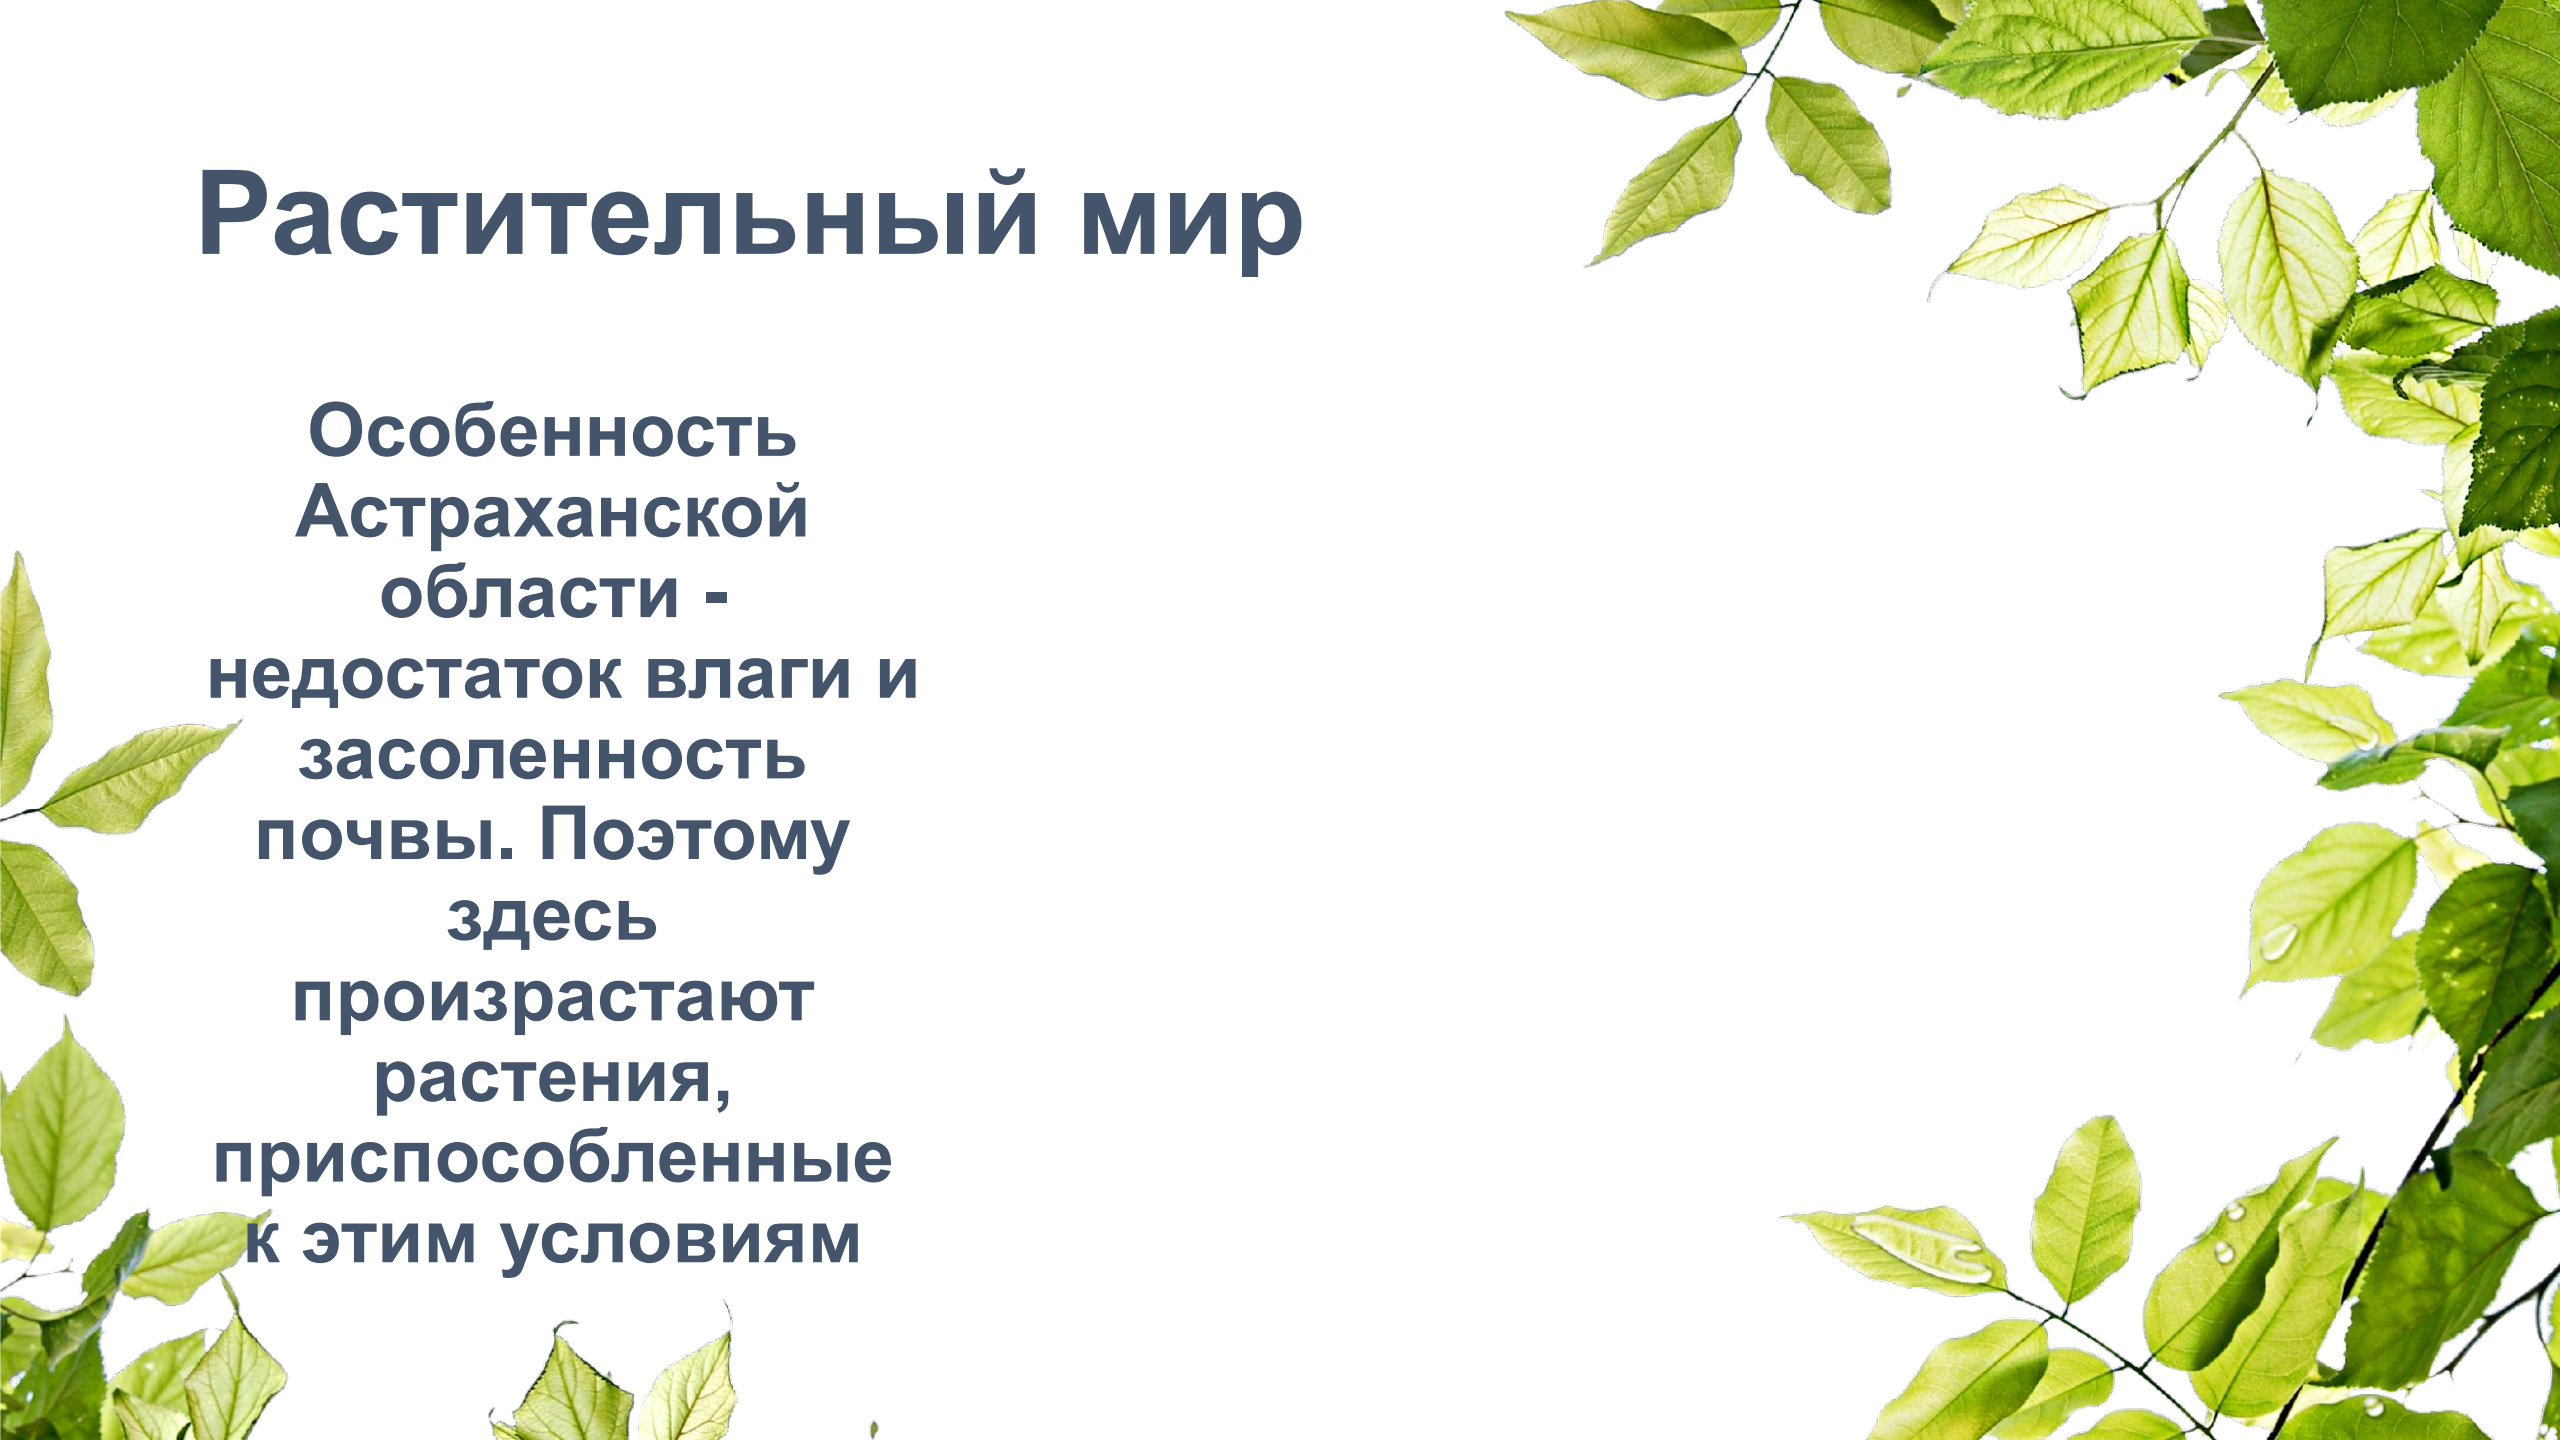 Растительный мир
Особенность
Астраханской
области -
недостаток влаги и
засоленность
почвы. Поэтому
здесь
произрастают
растения,
приспособленные
к этим условиям